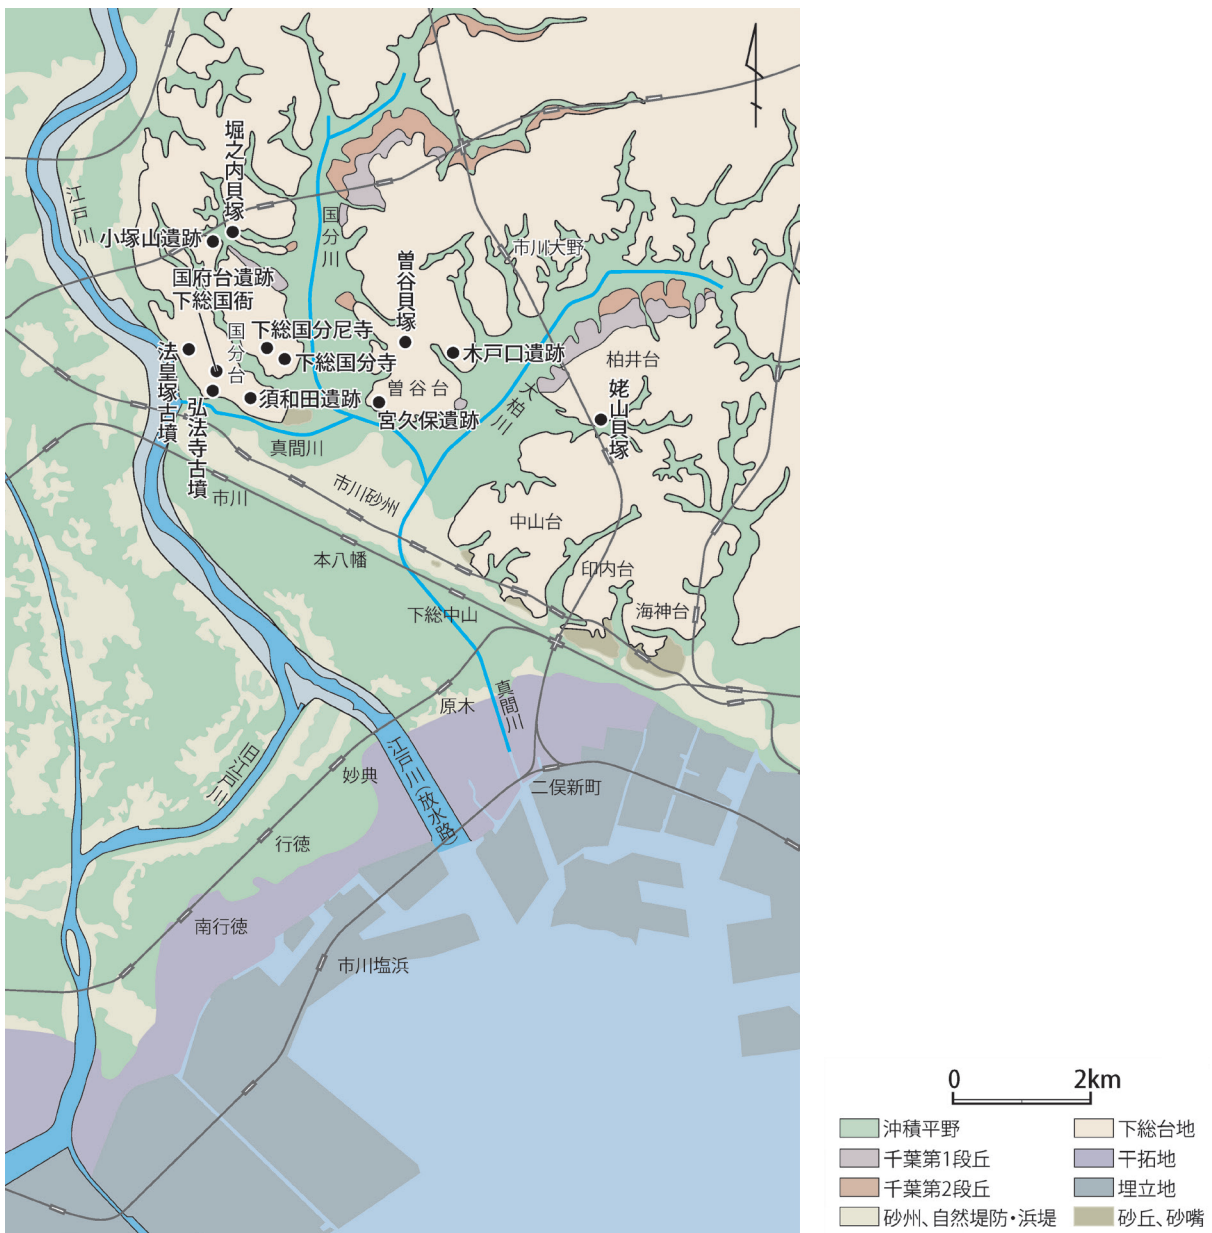 堀之内貝塚
江戸川
国分川
小塚山遺跡
市川大野
曽谷貝塚
国府台遺跡
下総国衙
国分台
下総国分尼寺
法皇塚古墳
下総国分寺
木戸口遺跡
柏井台
姥山貝塚
曽谷台
大柏川
須和田遺跡
宮久保遺跡
弘法寺古墳
真間川
市川
市川砂州
中山台
本八幡
印内台
下総中山
海神台
原木
真間川
江戸川(放水路)
旧江戸川
妙典
二俣新町
行徳
南行徳
市川塩浜
0 2km
沖積平野
下総台地
千葉第1段丘
干拓地
千葉第2段丘
埋立地
砂州、自然堤防・浜堤
砂丘、砂嘴